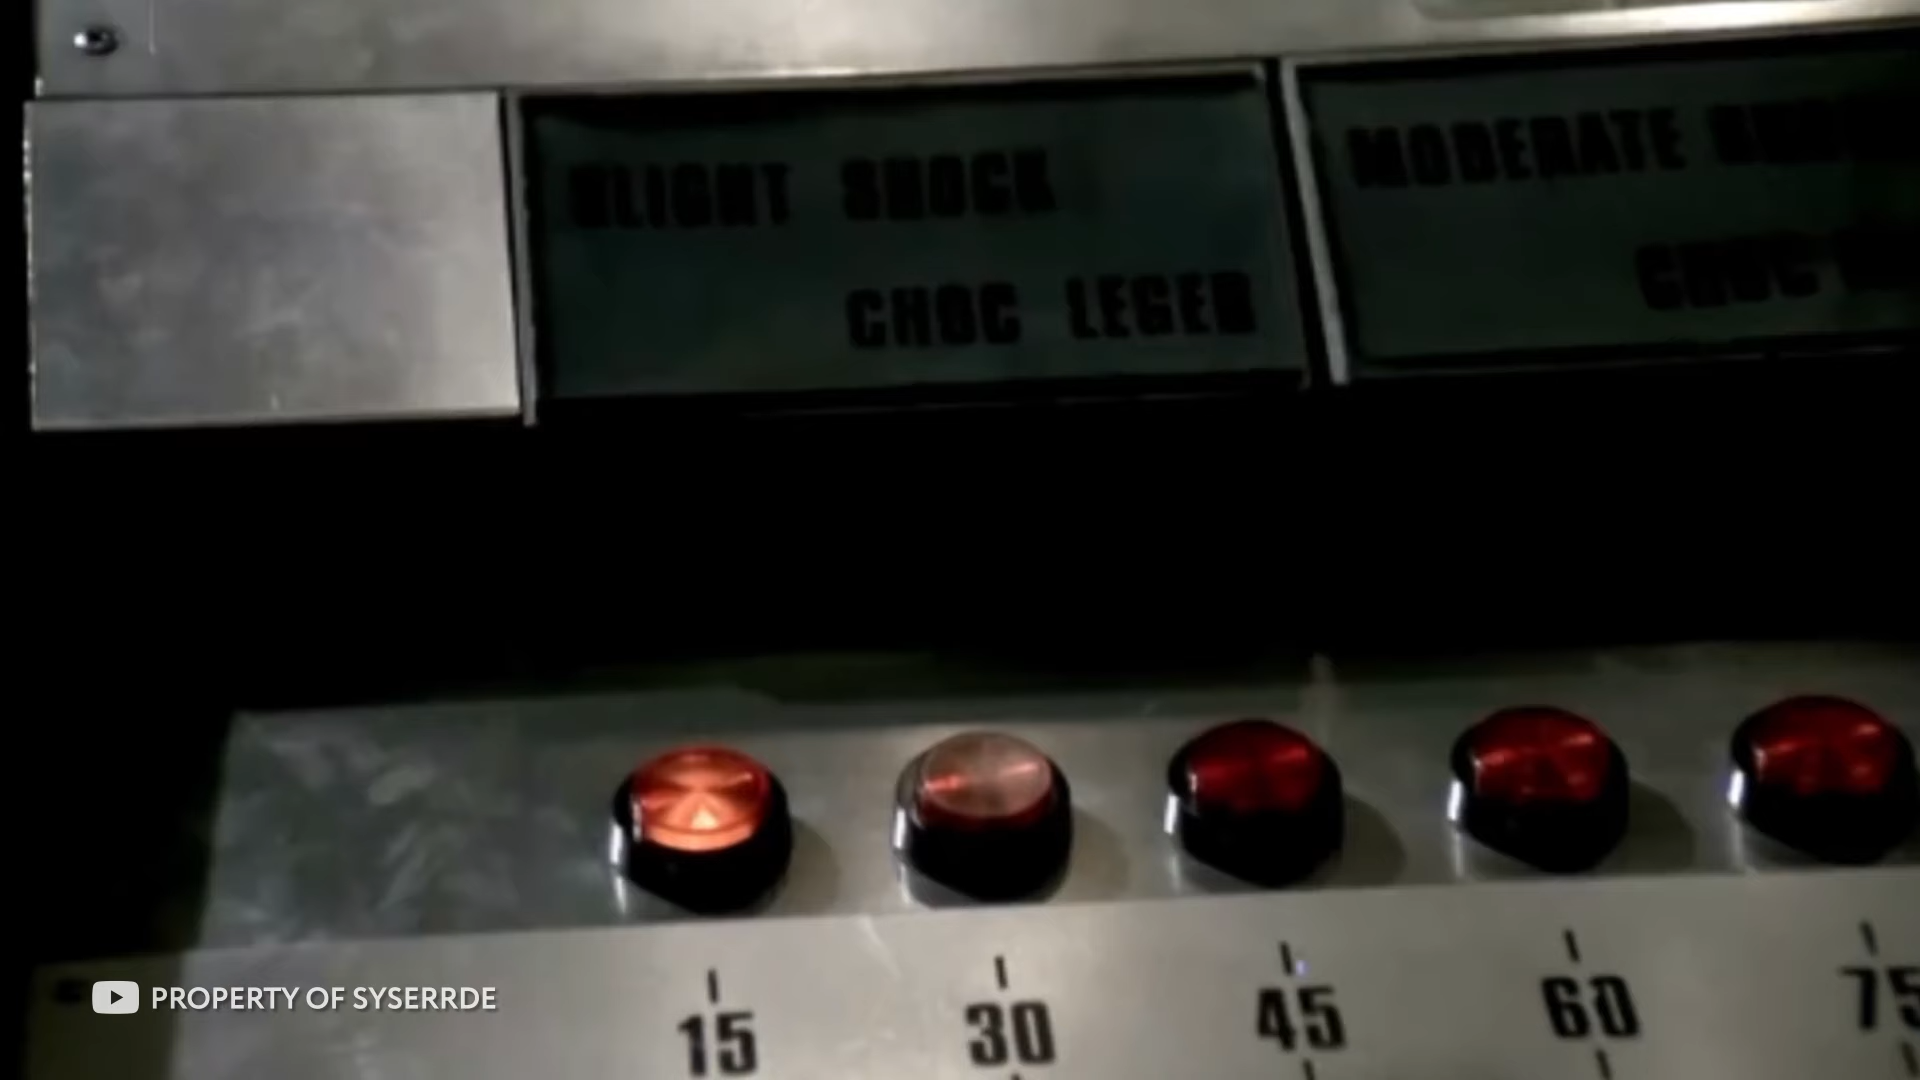 SLIGHT SHOCK
CHOC LEGER
MODERATE
CHOC
15 30 45 60 75
PROPERTY OF SYSERRDE